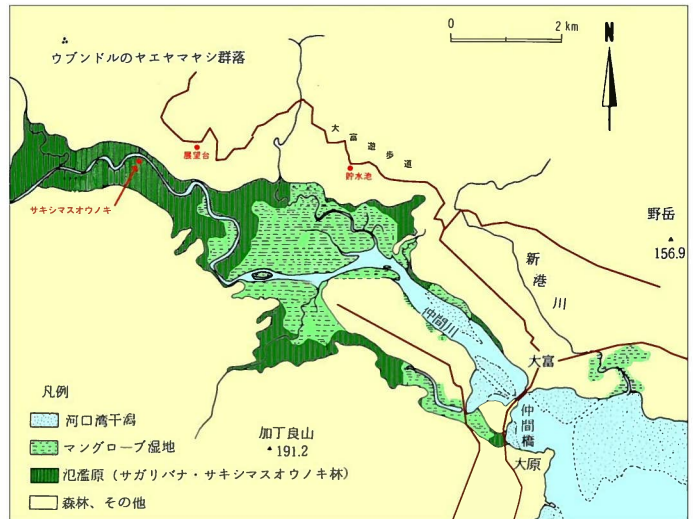 ウブンドルのヤエヤマヤシ群落
0 2 km
N
大富遊歩道
展望台
貯水池
サキシマスオウノキ
野岳
156.9
新港川
仲間川
大富
仲間橋
大原
加丁良山
191.2
凡例
河口湾干潟
マングローブ湿地
氾濫原（サガリバナ・サキシマスオウノキ林）
森林、その他